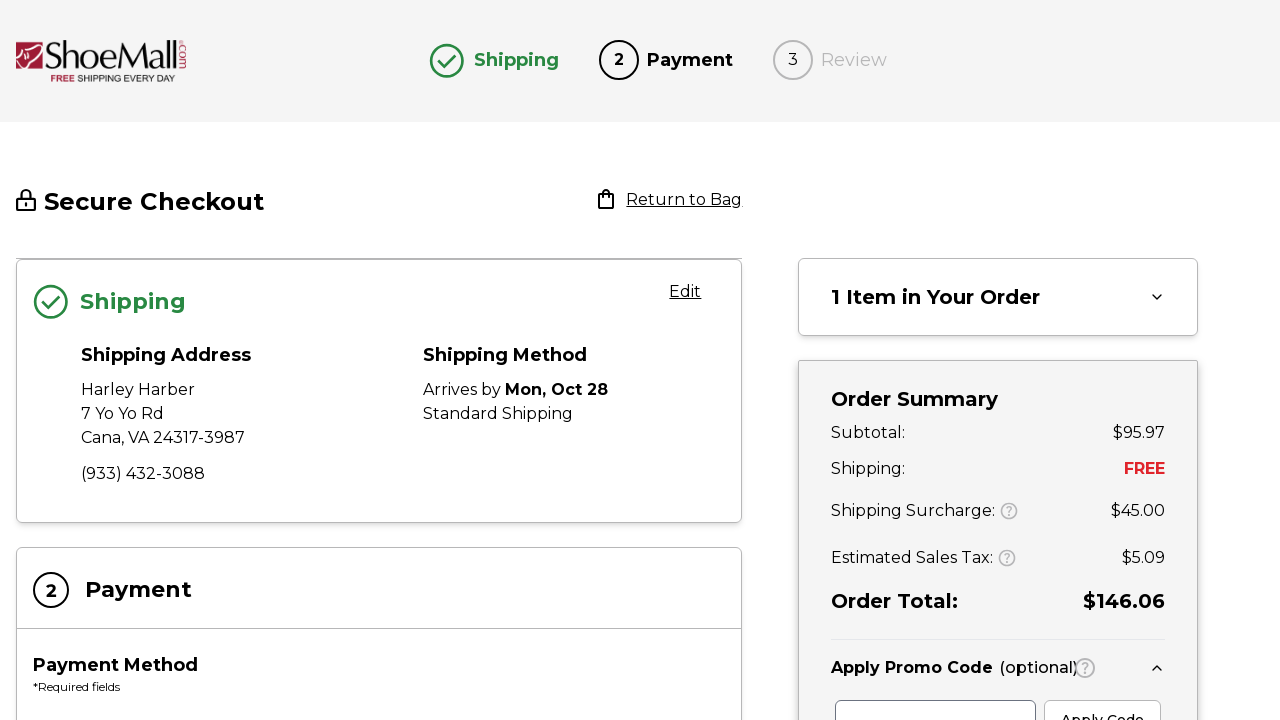 ShoeMall.com
FREE SHIPPING EVERY DAY
Shipping
2 Payment
3 Review
Secure Checkout
Return to Bag
Shipping
Edit
Shipping Address
Harley Harber
7 Yo Yo Rd
Cana, VA 24317-3987
(933) 432-3088
Shipping Method
Arrives by Mon, Oct 28
Standard Shipping
2 Payment
Payment Method
*Required fields
1 Item in Your Order
Order Summary
Subtotal: $95.97
Shipping: FREE
Shipping Surcharge: ? $45.00
Estimated Sales Tax: ? $5.09
Order Total: $146.06
Apply Promo Code (optional) ?
Apply Code